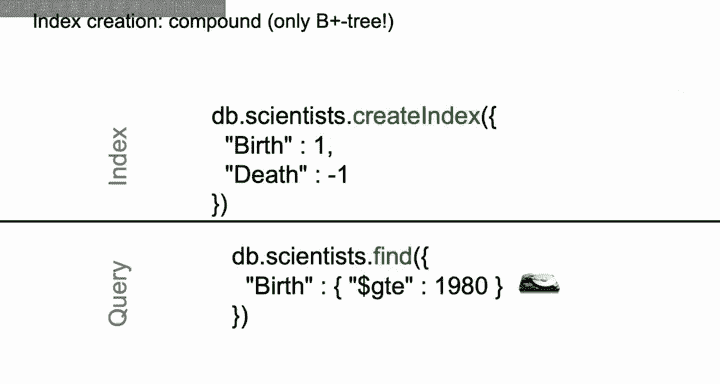 Index creation: compound (only B+-tree!)
Index
db.scientists.createIndex({
"Birth" : 1,
"Death" : -1
})
Query
db.scientists.find({
"Birth" : { "$gte" : 1980 }
})